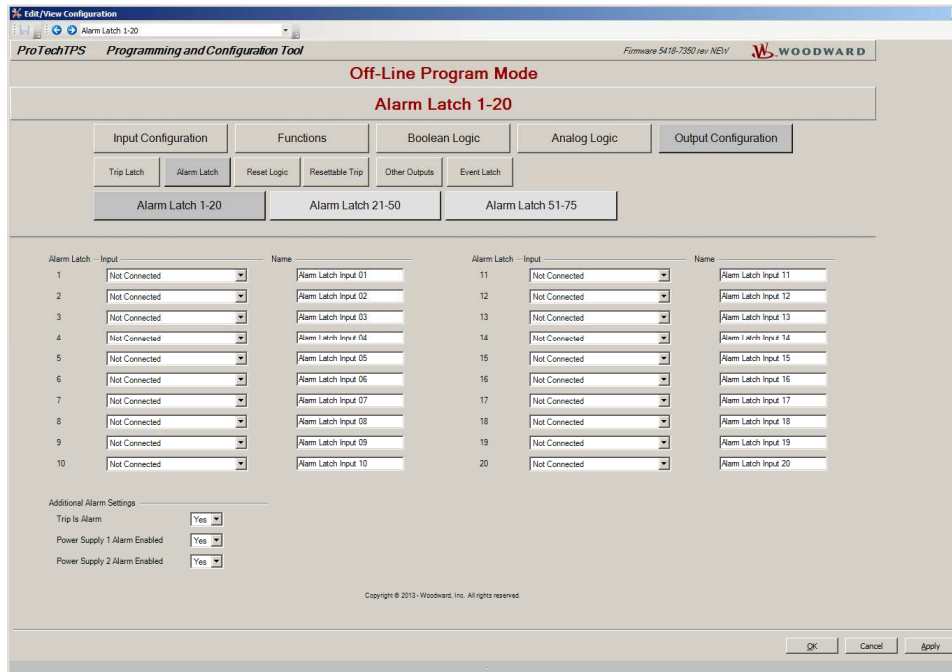 Edit/View Configuration
Alarm Latch 1-20
ProTechTPS Programming and Configuration Tool Firmware 5418-7350 rev NEW WOODWARD
Off-Line Program Mode
Alarm Latch 1-20
Input Configuration Functions Boolean Logic Analog Logic Output Configuration
Trip Latch Alarm Latch Reset Logic Resettable Trip Other Outputs Event Latch
Alarm Latch 1-20 Alarm Latch 21-50 Alarm Latch 51-75
Alarm Latch Input Name Alarm Latch Input Name
1 Not Connected Alarm Latch Input 01 11 Not Connected Alarm Latch Input 11
2 Not Connected Alarm Latch Input 02 12 Not Connected Alarm Latch Input 12
3 Not Connected Alarm Latch Input 03 13 Not Connected Alarm Latch Input 13
4 Not Connected Alarm Latch Input 04 14 Not Connected Alarm Latch Input 14
5 Not Connected Alarm Latch Input 05 15 Not Connected Alarm Latch Input 15
6 Not Connected Alarm Latch Input 06 16 Not Connected Alarm Latch Input 16
7 Not Connected Alarm Latch Input 07 17 Not Connected Alarm Latch Input 17
8 Not Connected Alarm Latch Input 08 18 Not Connected Alarm Latch Input 18
9 Not Connected Alarm Latch Input 09 19 Not Connected Alarm Latch Input 19
10 Not Connected Alarm Latch Input 10 20 Not Connected Alarm Latch Input 20
Additional Alarm Settings
Trip Is Alarm Yes
Power Supply 1 Alarm Enabled Yes
Power Supply 2 Alarm Enabled Yes
Copyright © 2013 - Woodward, Inc. All rights reserved.
OK Cancel Apply